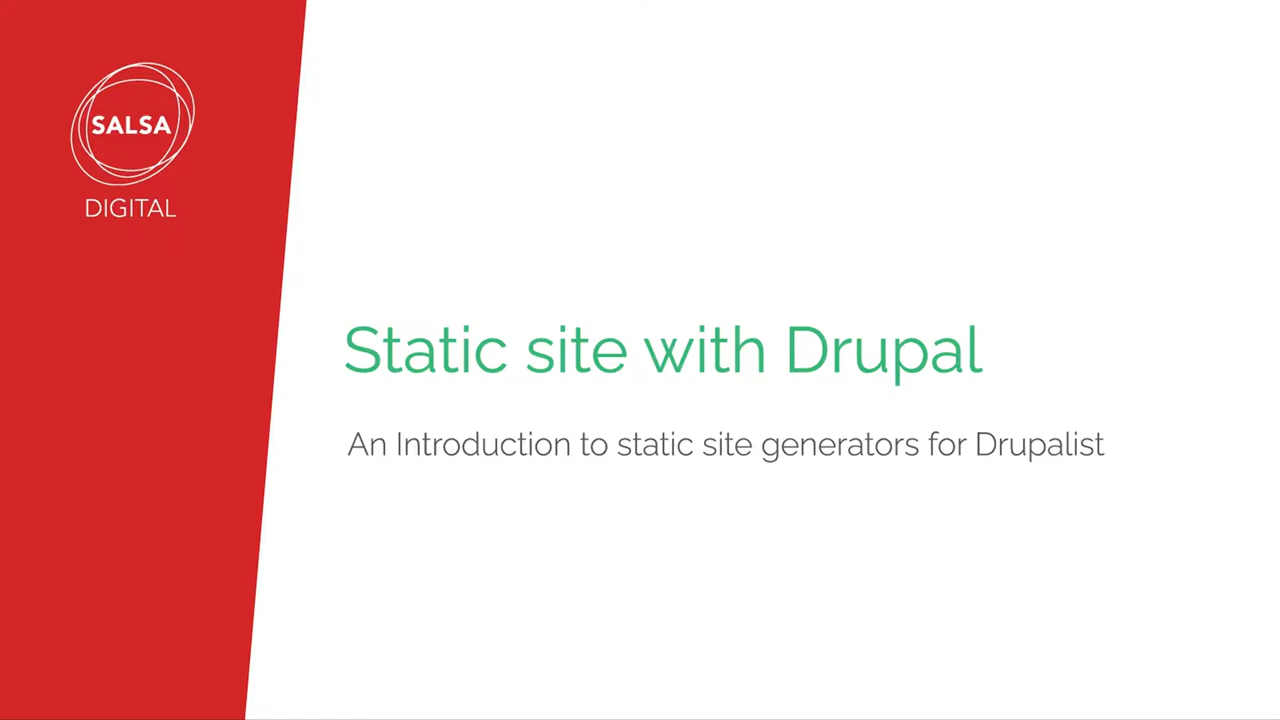 SALSA
DIGITAL
Static site with Drupal
An Introduction to static site generators for Drupalist